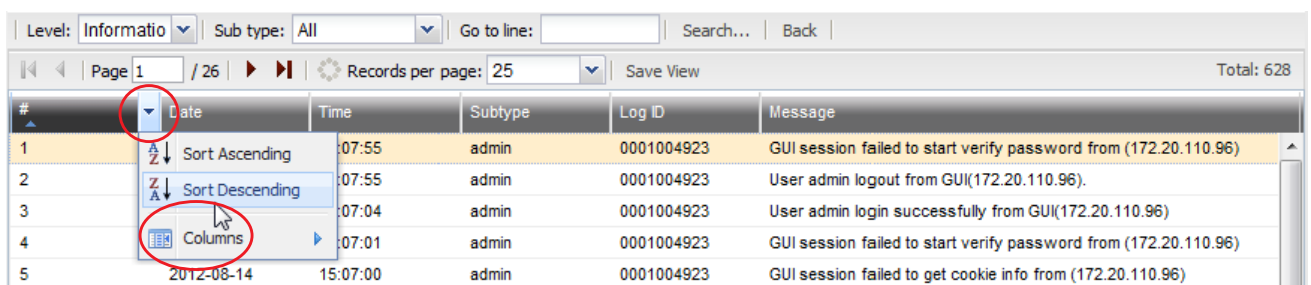 Level: Informatio Sub type: All Go to line: Search... Back
Page 1 / 26 Records per page: 25 Save View Total: 628
# Date Time Subtype Log ID Message
1 :07:55 admin 0001004923 GUI session failed to start verify password from (172.20.110.96)
Sort Ascending
2 :07:55 admin 0001004923 User admin logout from GUI(172.20.110.96).
Sort Descending
3 :07:04 admin 0001004923 User admin login successfully from GUI(172.20.110.96)
Columns
4 :07:01 admin 0001004923 GUI session failed to start verify password from (172.20.110.96)
5 2012-08-14 15:07:00 admin 0001004923 GUI session failed to get cookie info from (172.20.110.96)